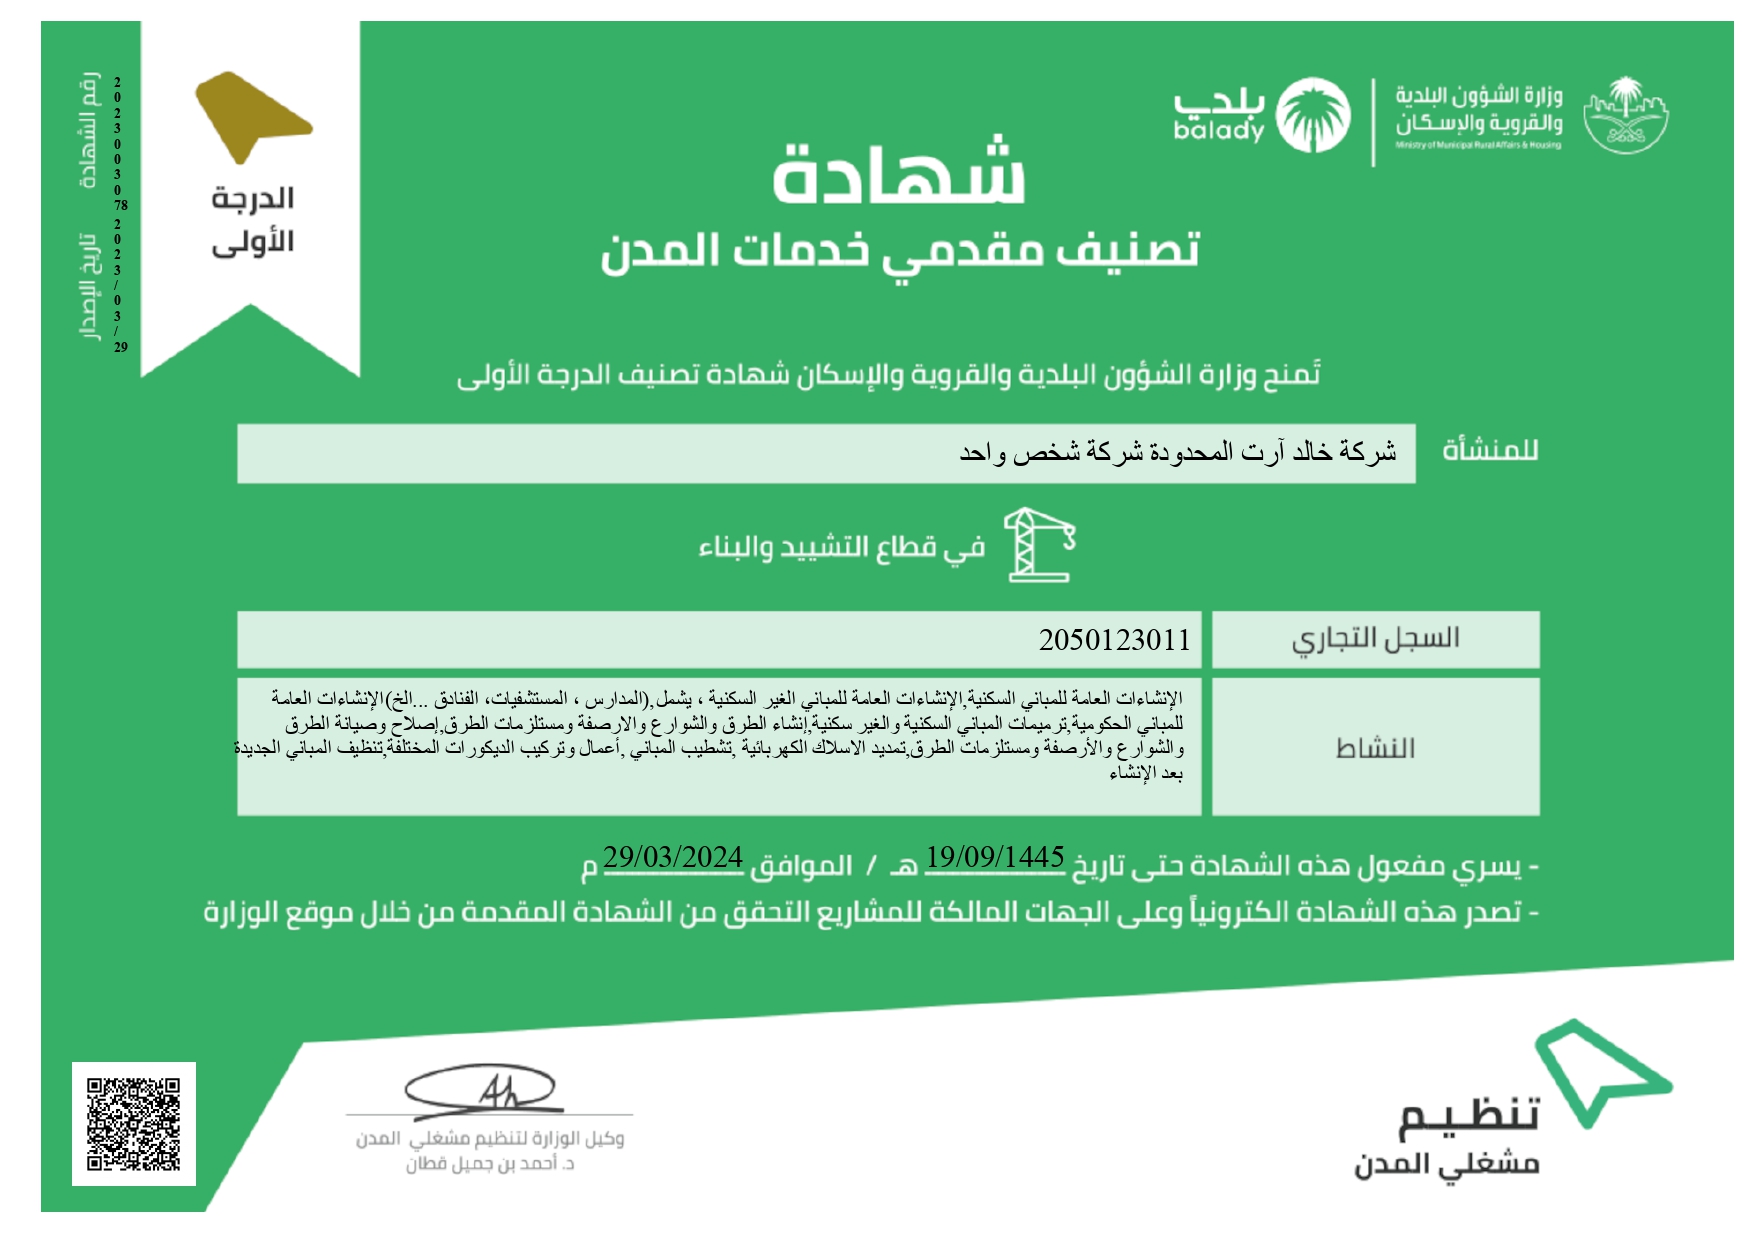 وزارة الشؤون البلدية
والقروية والإسكان
Ministry of Municipal Rural Affairs & Housing
بلدي
balady
شهادة
تصنيف مقدمي خدمات المدن
الدرجة
الأولى
رقم الشهادة
2023003078
تاريخ الإصدار
2023/03/29
تُمنح وزارة الشؤون البلدية والقروية والإسكان شهادة تصنيف الدرجة الأولى
للمنشأة
شركة خالد آرت المحدودة شركة شخص واحد
في قطاع التشييد والبناء
السجل التجاري
2050123011
النشاط
الإنشاءات العامة للمباني السكنية,الإنشاءات العامة للمباني الغير السكنية ، يشمل,(المدارس ، المستشفيات، الفنادق ...الخ)الإنشاءات العامة
للمباني الحكومية,ترميمات المباني السكنية والغير سكنية,إنشاء الطرق والشوارع والارصفة ومستلزمات الطرق,إصلاح وصيانة الطرق
والشوارع والأرصفة ومستلزمات الطرق,تمديد الاسلاك الكهربائية ,تشطيب المباني ,أعمال وتركيب الديكورات المختلفة,تنظيف المباني الجديدة
بعد الإنشاء
- يسري مفعول هذه الشهادة حتى تاريخ 19/09/1445 هـ / الموافق 29/03/2024 م
- تصدر هذه الشهادة الكترونياً وعلى الجهات المالكة للمشاريع التحقق من الشهادة المقدمة من خلال موقع الوزارة
وكيل الوزارة لتنظيم مشغلي المدن
د. أحمد بن جميل قطان
تنظيم
مشغلي المدن